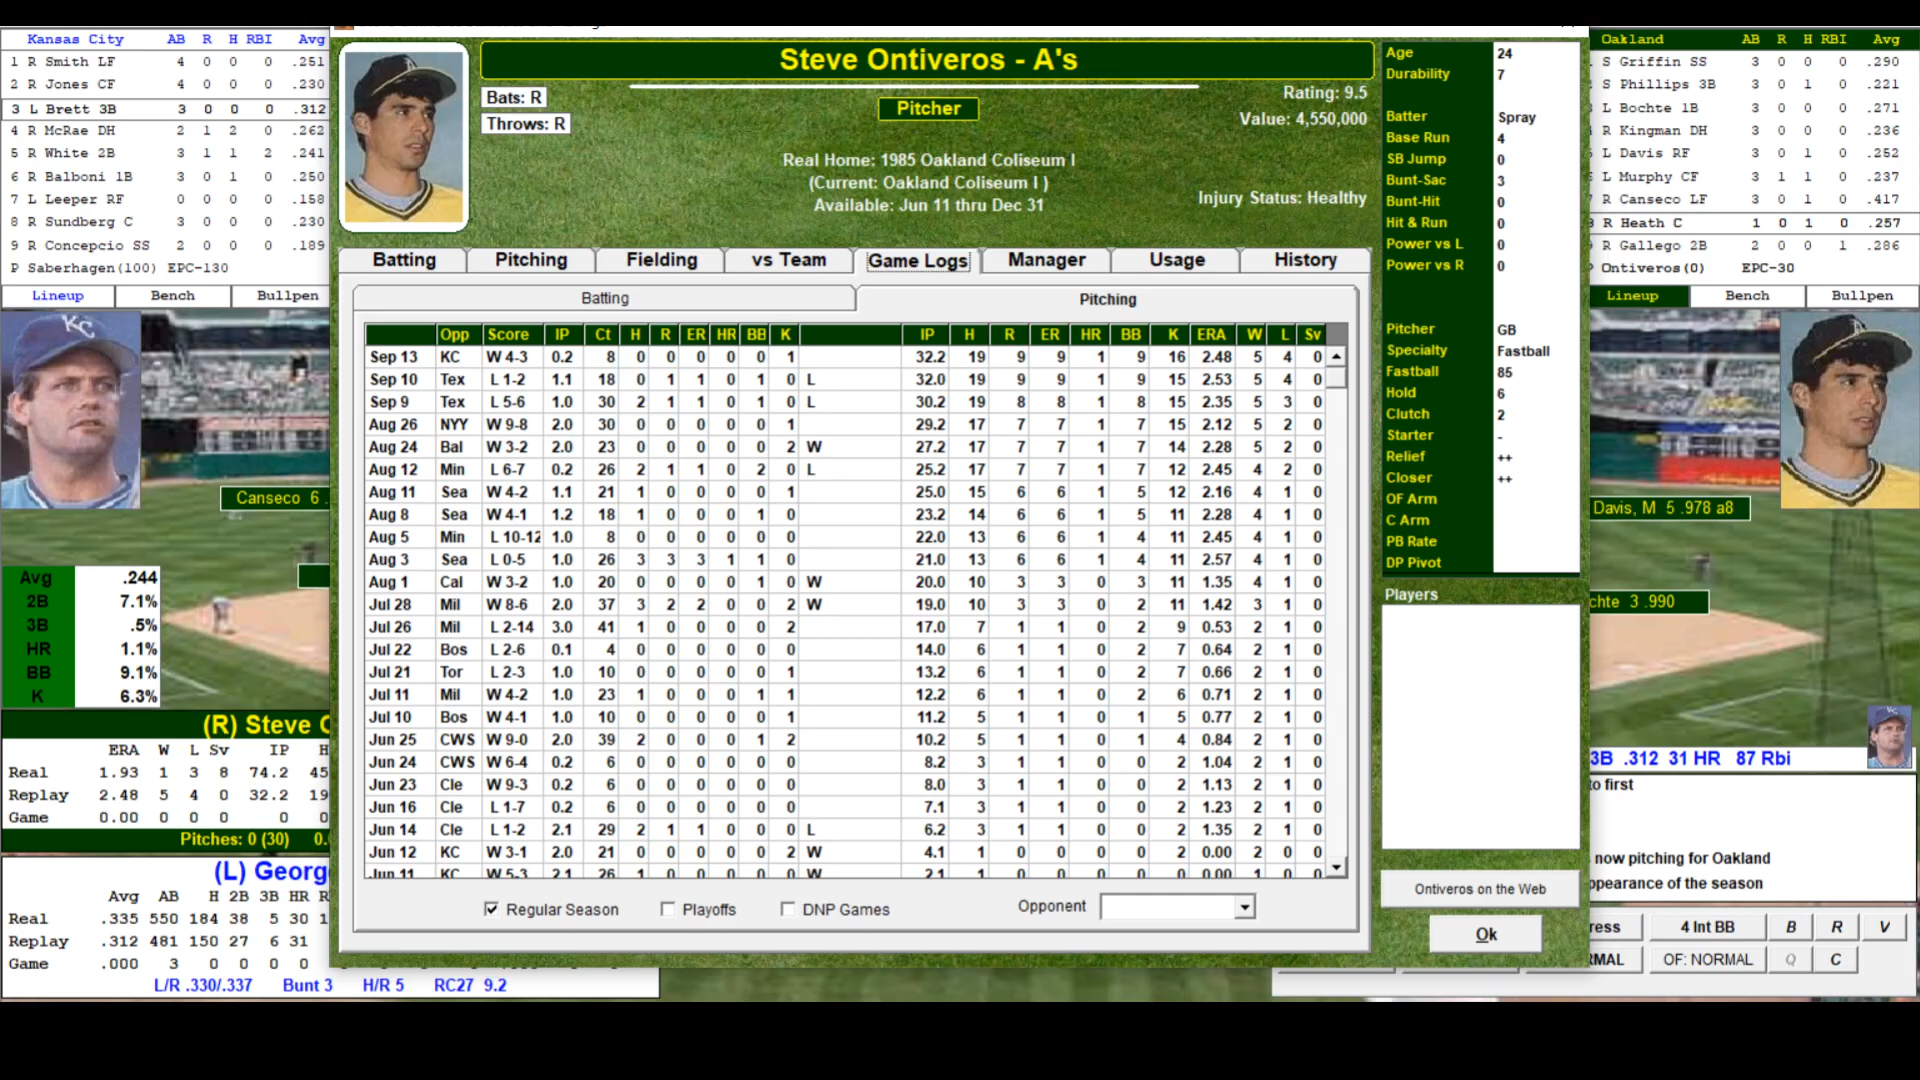 Kansas City AB R H RBI Avg
1 R Smith LF 4 0 0 0 .251
2 R Jones CF 4 0 0 0 .230
3 L Brett 3B 3 0 0 0 .312
4 R McRae DH 2 1 2 0 .262
5 R White 2B 3 1 1 2 .241
6 R Balboni 1B 3 0 1 0 .250
7 L Leeper RF 0 0 0 0 .158
8 R Sundberg C 3 0 0 0 .230
9 R Concepcio SS 2 0 0 0 .189
P Saberhagen(100) EPC-130
Lineup Bench Bullpen
Canseco 6 .
Avg .244
2B 7.1%
3B .5%
HR 1.1%
BB 9.1%
K 6.3%
(R) Steve
ERA W L Sv IP H
Real 1.93 1 3 8 74.2 45
Replay 2.48 5 4 0 32.2 19
Game 0.00 0 0 0 0 0
Pitches: 0 (30) 0.
(L) Georg
Avg AB H 2B 3B HR R
Real .335 550 184 38 5 30 1
Replay .312 481 150 27 6 31
Game .000 3 0 0 0 0
L/R .330/.337 Bunt 3 H/R 5 RC27 9.2
Steve Ontiveros - A's
Bats: R
Throws: R
Pitcher
Rating: 9.5
Value: 4,550,000
Real Home: 1985 Oakland Coliseum I
(Current: Oakland Coliseum I )
Available: Jun 11 thru Dec 31
Injury Status: Healthy
Batting Pitching Fielding vs Team Game Logs Manager Usage History
Batting Pitching
Opp Score IP Ct H R ER HR BB K IP H R ER HR BB K ERA W L Sv
Sep 13 KC W 4-3 0.2 8 0 0 0 0 0 1 32.2 19 9 9 1 9 16 2.48 5 4 0
Sep 10 Tex L 1-2 1.1 18 0 1 1 0 1 0 L 32.0 19 9 9 1 9 15 2.53 5 4 0
Sep 9 Tex L 5-6 1.0 30 2 1 1 0 1 0 L 30.2 19 8 8 1 8 15 2.35 5 3 0
Aug 26 NYY W 9-8 2.0 30 0 0 0 0 0 1 29.2 17 7 7 1 7 15 2.12 5 2 0
Aug 24 Bal W 3-2 2.0 23 0 0 0 0 0 2 W 27.2 17 7 7 1 7 14 2.28 5 2 0
Aug 12 Min L 6-7 0.2 26 2 1 1 0 2 0 L 25.2 17 7 7 1 7 12 2.45 4 2 0
Aug 11 Sea W 4-2 1.1 21 1 0 0 0 0 1 25.0 15 6 6 1 5 12 2.16 4 1 0
Aug 8 Sea W 4-1 1.2 18 1 0 0 0 1 0 23.2 14 6 6 1 5 11 2.28 4 1 0
Aug 5 Min L 10-12 1.0 8 0 0 0 0 0 0 22.0 13 6 6 1 4 11 2.45 4 1 0
Aug 3 Sea L 0-5 1.0 26 3 3 3 1 1 0 21.0 13 6 6 1 4 11 2.57 4 1 0
Aug 1 Cal W 3-2 1.0 20 0 0 0 0 1 0 W 20.0 10 3 3 0 3 11 1.35 4 1 0
Jul 28 Mil W 8-6 2.0 37 3 2 2 0 0 2 W 19.0 10 3 3 0 2 11 1.42 3 1 0
Jul 26 Mil L 2-14 3.0 41 1 0 0 0 0 2 17.0 7 1 1 0 2 9 0.53 2 1 0
Jul 22 Bos L 2-6 0.1 4 0 0 0 0 0 0 14.0 6 1 1 0 2 7 0.64 2 1 0
Jul 21 Tor L 2-3 1.0 10 0 0 0 0 0 1 13.2 6 1 1 0 2 7 0.66 2 1 0
Jul 11 Mil W 4-2 1.0 23 1 0 0 0 1 1 12.2 6 1 1 0 2 6 0.71 2 1 0
Jul 10 Bos W 4-1 1.0 10 0 0 0 0 0 1 11.2 5 1 1 0 1 5 0.77 2 1 0
Jun 25 CWS W 9-0 2.0 39 2 0 0 0 1 2 10.2 5 1 1 0 1 4 0.84 2 1 0
Jun 24 CWS W 6-4 0.2 6 0 0 0 0 0 0 8.2 3 1 1 0 0 2 1.04 2 1 0
Jun 23 Cle W 9-3 0.2 6 0 0 0 0 0 0 8.0 3 1 1 0 0 2 1.13 2 1 0
Jun 16 Cle L 1-7 0.2 6 0 0 0 0 0 0 7.1 3 1 1 0 0 2 1.23 2 1 0
Jun 14 Cle L 1-2 2.1 29 2 1 1 0 0 0 L 6.2 3 1 1 0 0 2 1.35 2 1 0
Jun 12 KC W 3-1 2.0 21 0 0 0 0 0 2 W 4.1 1 0 0 0 0 2 0.00 2 0 0
Jun 11 KC W 5-3 2.1 26 1 0 0 0 0 0 W 2.1 1 0 0 0 0 0 0.00 1 0 0
Regular Season Playoffs DNP Games Opponent
Age 24
Durability 7
Batter Spray
Base Run 4
SB Jump 0
Bunt-Sac 3
Bunt-Hit 0
Hit & Run 0
Power vs L 0
Power vs R 0
Pitcher GB
Specialty Fastball
Fastball 85
Hold 6
Clutch 2
Starter -
Relief ++
Closer ++
OF Arm
C Arm
PB Rate
DP Pivot
Players
Ontiveros on the Web
Ok
Oakland AB R H RBI Avg
S Griffin SS 3 0 0 0 .290
S Phillips 3B 3 0 1 0 .221
L Bochte 1B 3 0 0 0 .271
R Kingman DH 3 0 0 0 .236
L Davis RF 3 0 1 0 .252
L Murphy CF 3 1 1 0 .237
R Canseco LF 3 0 1 0 .417
R Heath C 1 0 1 0 .257
R Gallego 2B 2 0 0 1 .286
Ontiveros(0) EPC-30
Lineup Bench Bullpen
Davis, M 5 .978 a8
chte 3 .990
3B .312 31 HR 87 Rbi
to first
now pitching for Oakland
ppearance of the season
ress 4 Int BB B R V
RMAL OF: NORMAL Q C